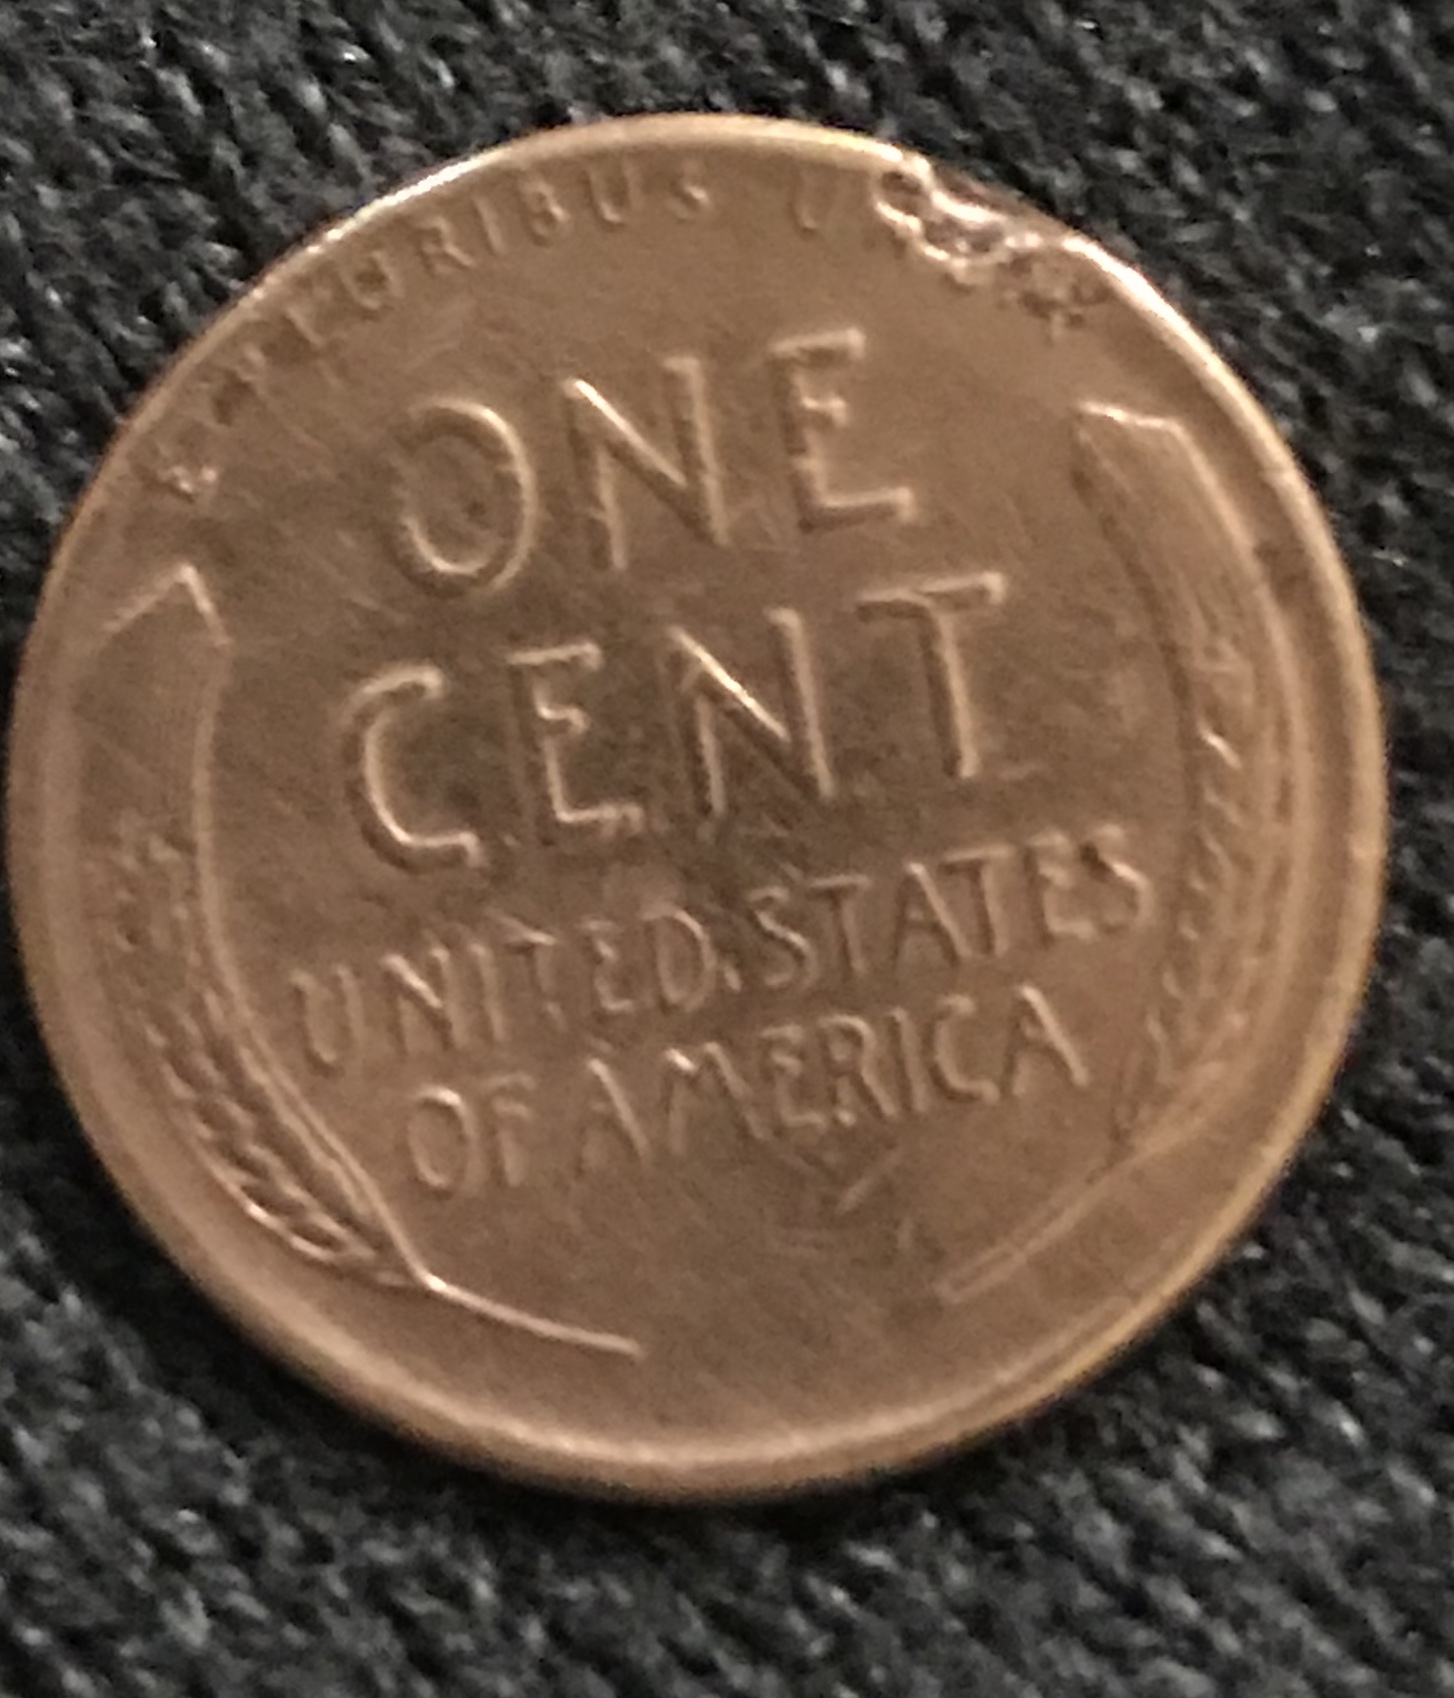 E PLURIBUS U
ONE
CENT
UNITED STATES
OF AMERICA